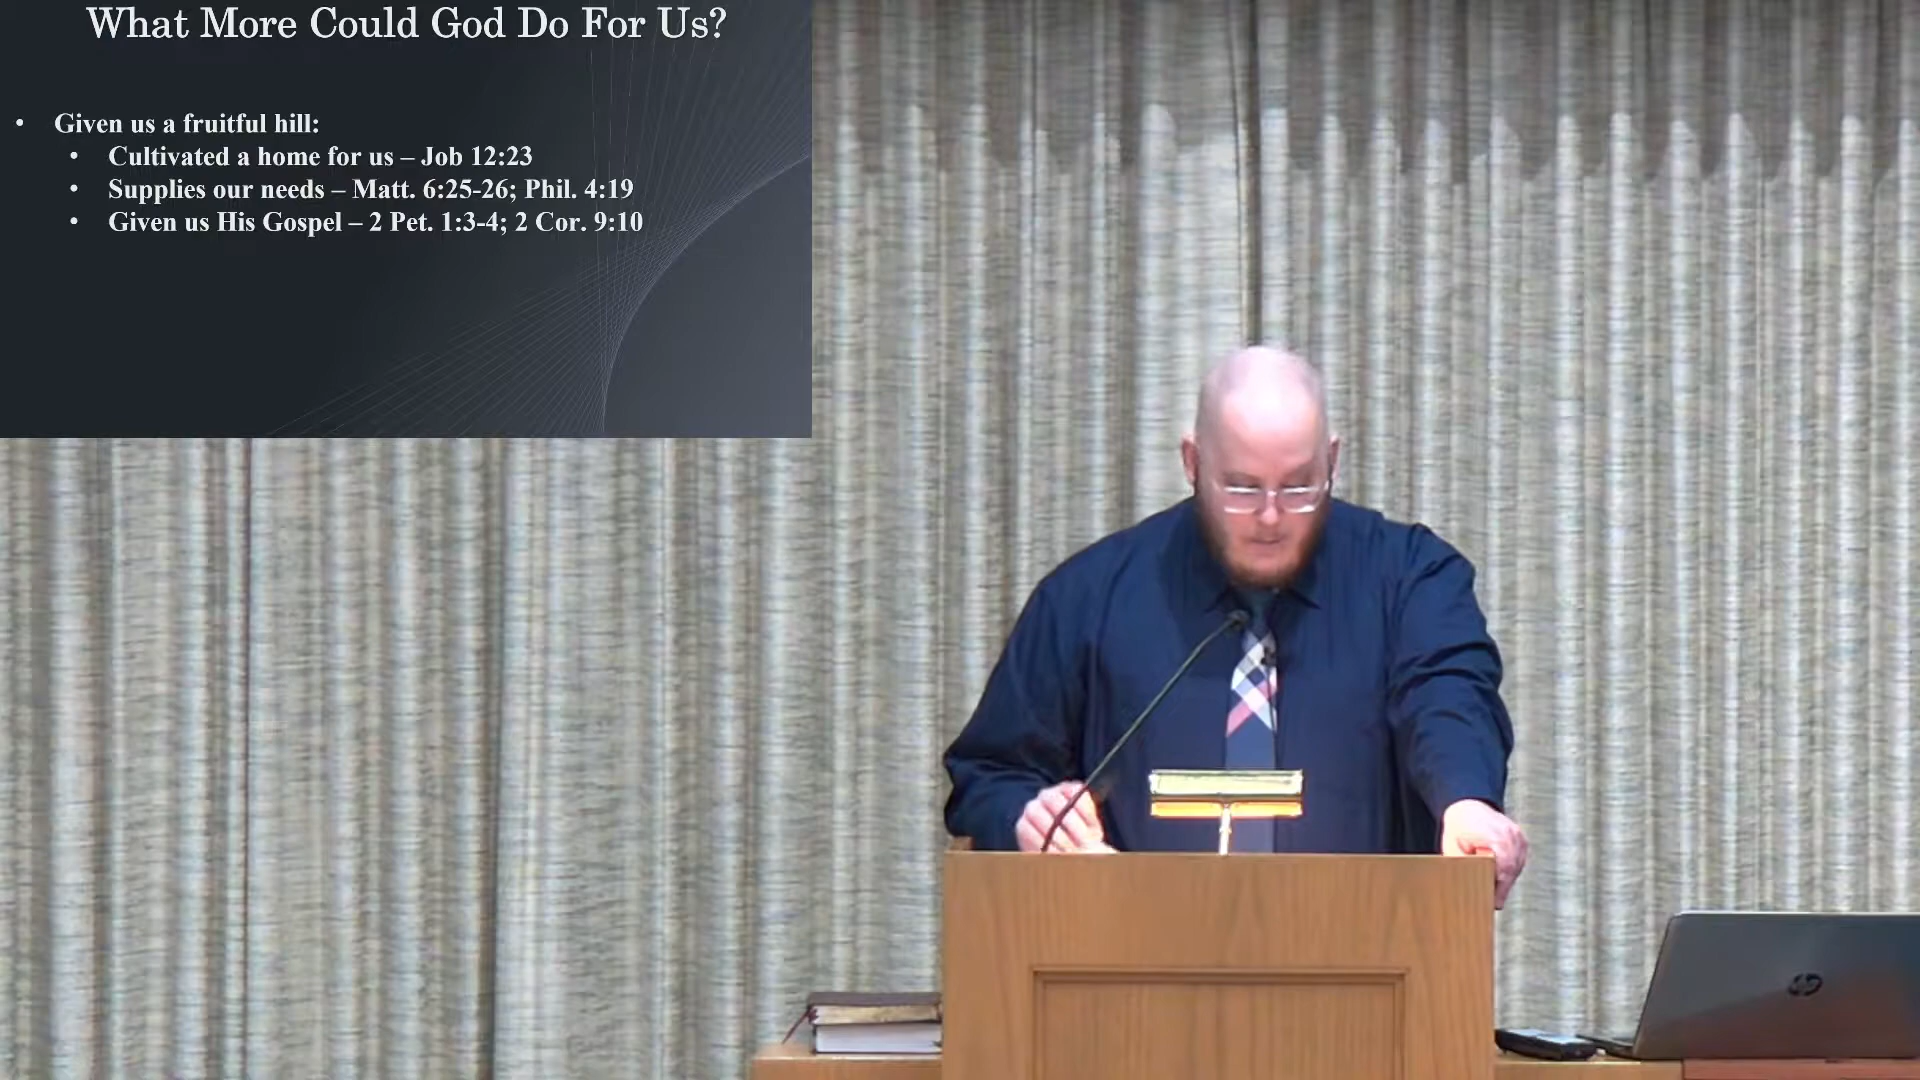 What More Could God Do For Us?
• Given us a fruitful hill:
• Cultivated a home for us – Job 12:23
• Supplies our needs – Matt. 6:25-26; Phil. 4:19
• Given us His Gospel – 2 Pet. 1:3-4; 2 Cor. 9:10
hp